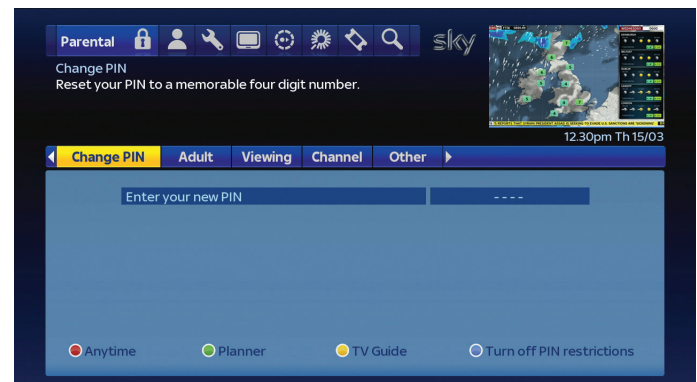 Parental
sky
Change PIN
Reset your PIN to a memorable four digit number.
12.30pm Th 15/03
Change PIN Adult Viewing Channel Other
Enter your new PIN - - - -
Anytime Planner TV Guide Turn off PIN restrictions